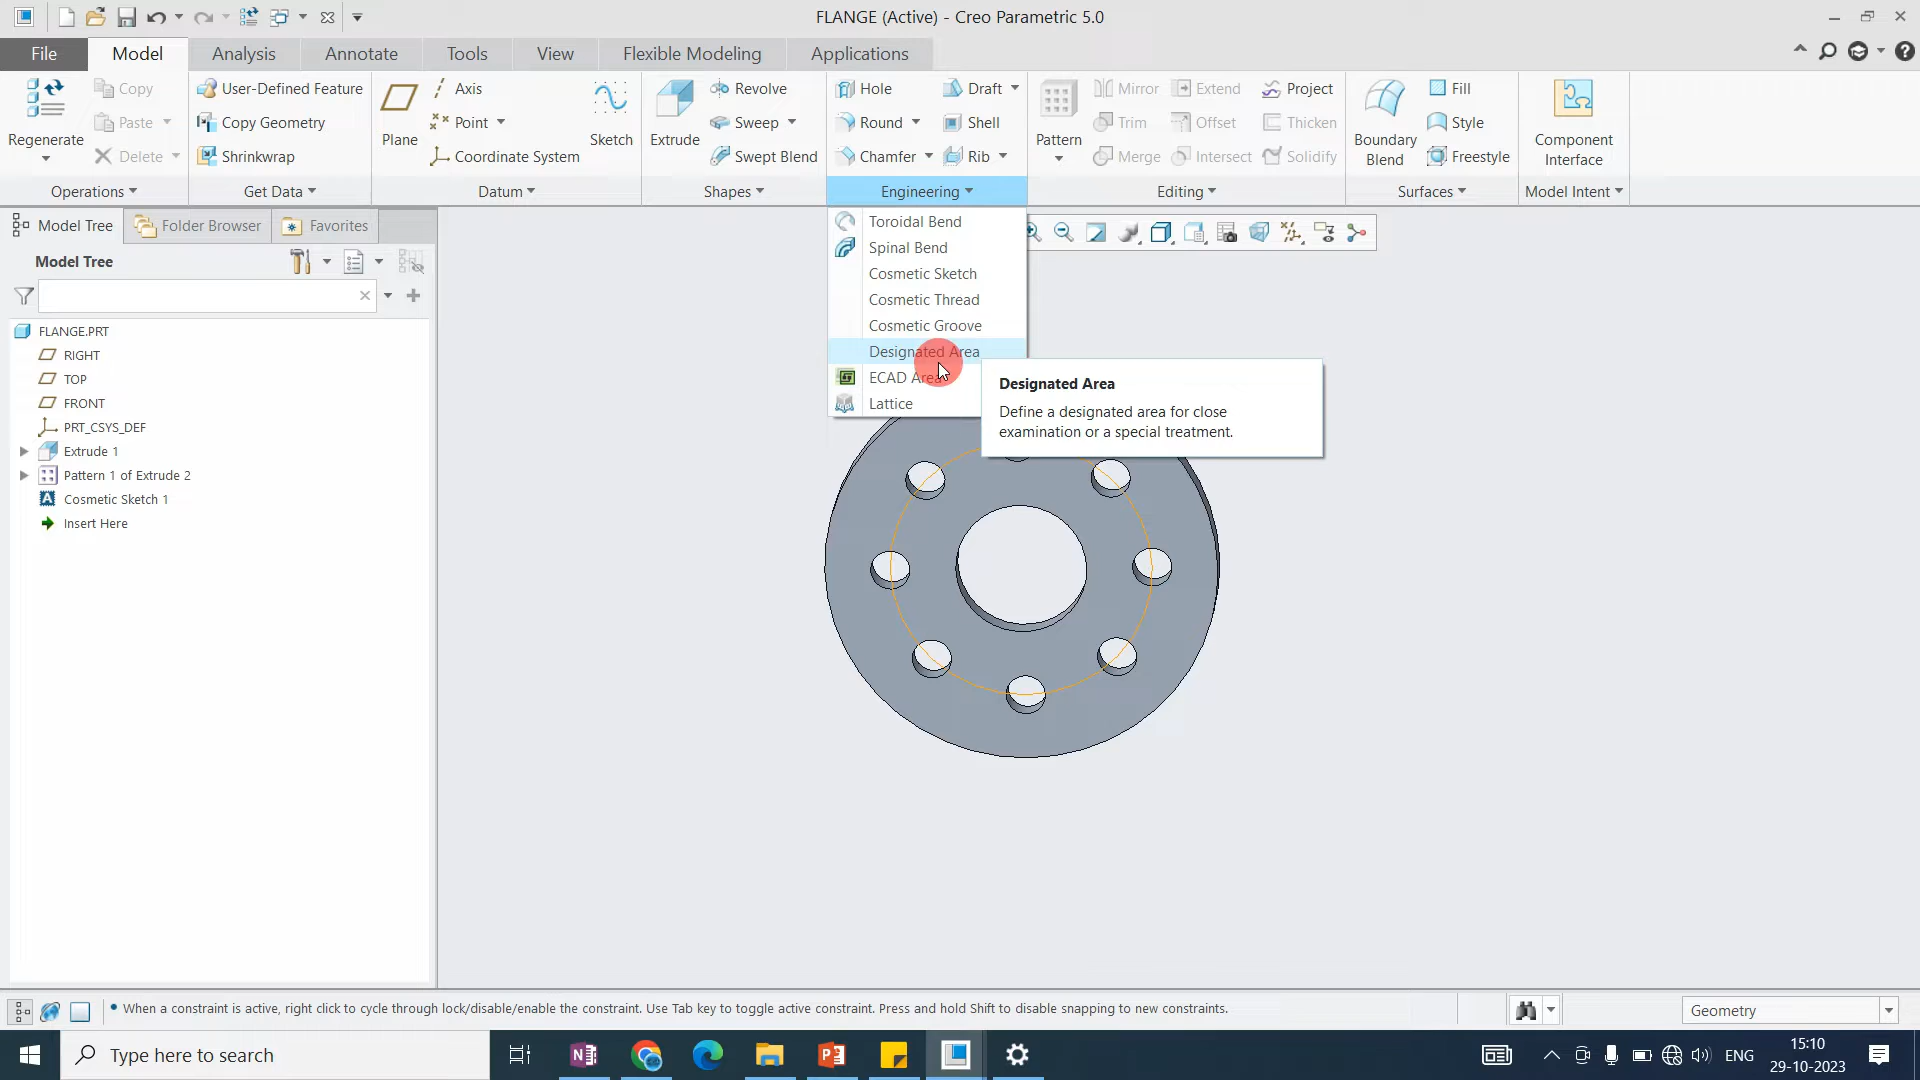 FLANGE (Active) - Creo Parametric 5.0
File
Model
Analysis
Annotate
Tools
View
Flexible Modeling
Applications
Regenerate
Copy
Paste
Delete
User-Defined Feature
Copy Geometry
Shrinkwrap
Plane
Axis
Point
Coordinate System
Sketch
Extrude
Revolve
Sweep
Swept Blend
Hole
Round
Chamfer
Draft
Shell
Rib
Pattern
Mirror
Trim
Merge
Extend
Offset
Intersect
Project
Thicken
Solidify
Boundary
Blend
Fill
Style
Freestyle
Component
Interface
Operations
Get Data
Datum
Shapes
Engineering
Editing
Surfaces
Model Intent
Model Tree
Folder Browser
Favorites
Model Tree
FLANGE.PRT
RIGHT
TOP
FRONT
PRT_CSYS_DEF
Extrude 1
Pattern 1 of Extrude 2
Cosmetic Sketch 1
Insert Here
Toroidal Bend
Spinal Bend
Cosmetic Sketch
Cosmetic Thread
Cosmetic Groove
Designated Area
ECAD Area
Lattice
Designated Area
Define a designated area for close
examination or a special treatment.
When a constraint is active, right click to cycle through lock/disable/enable the constraint. Use Tab key to toggle active constraint. Press and hold Shift to disable snapping to new constraints.
Geometry
Type here to search
ENG
15:10
29-10-2023